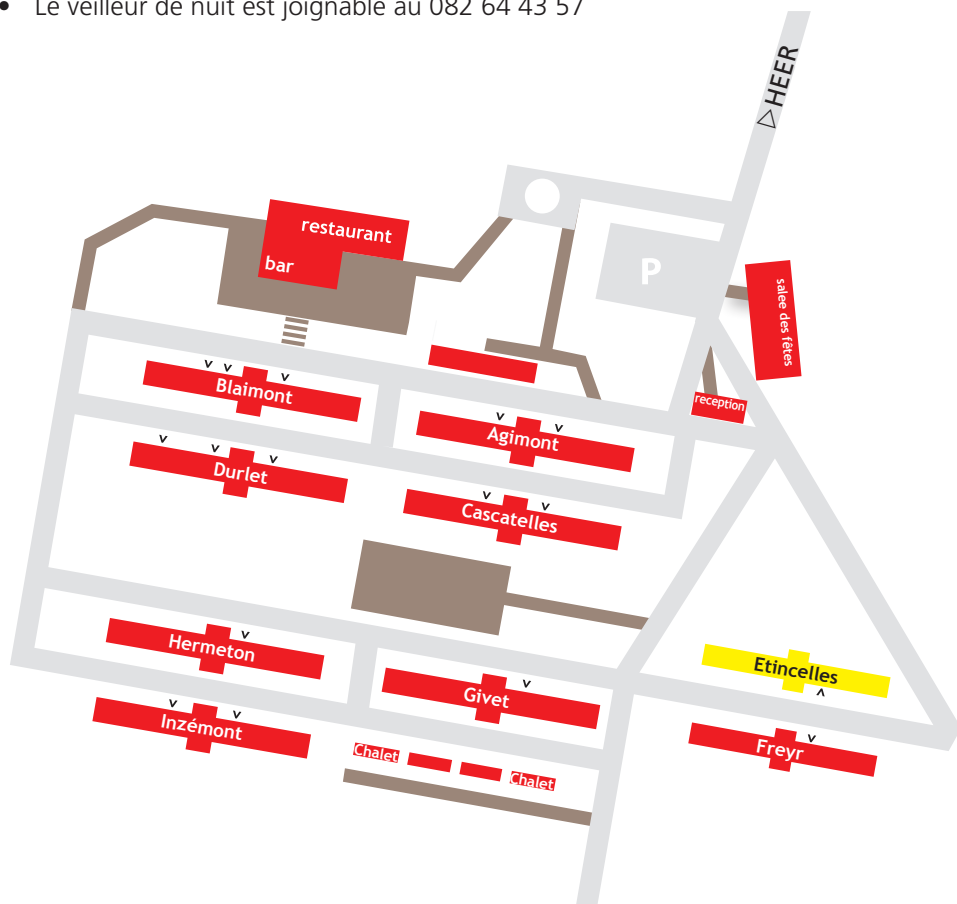 • Le veilleur de nuit est joignable au 082 64 43 57
▷HEER
restaurant
bar
P
salee des fêtes
reception
Blaimont
Agimont
Durlet
Cascatelles
Hermeton
Givet
Etincelles
Inzémont
Freyr
Chalet
Chalet